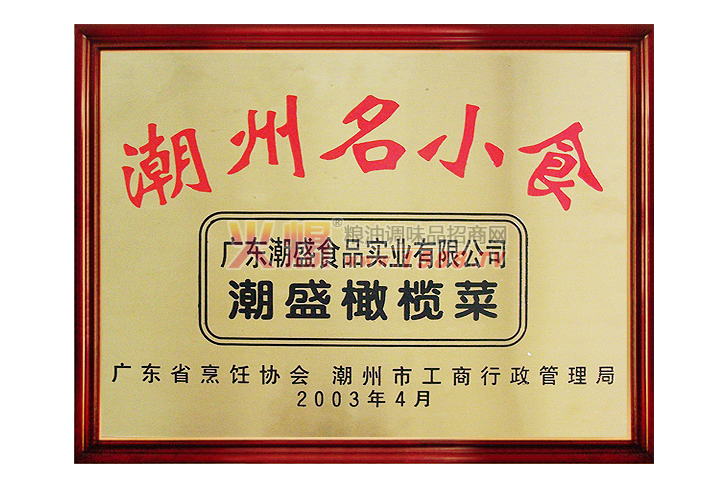 潮州名小食
火爆®粮油调味品招商网
广东潮盛食品实业有限公司
潮盛橄榄菜
广东省烹饪协会 潮州市工商行政管理局
2003年4月